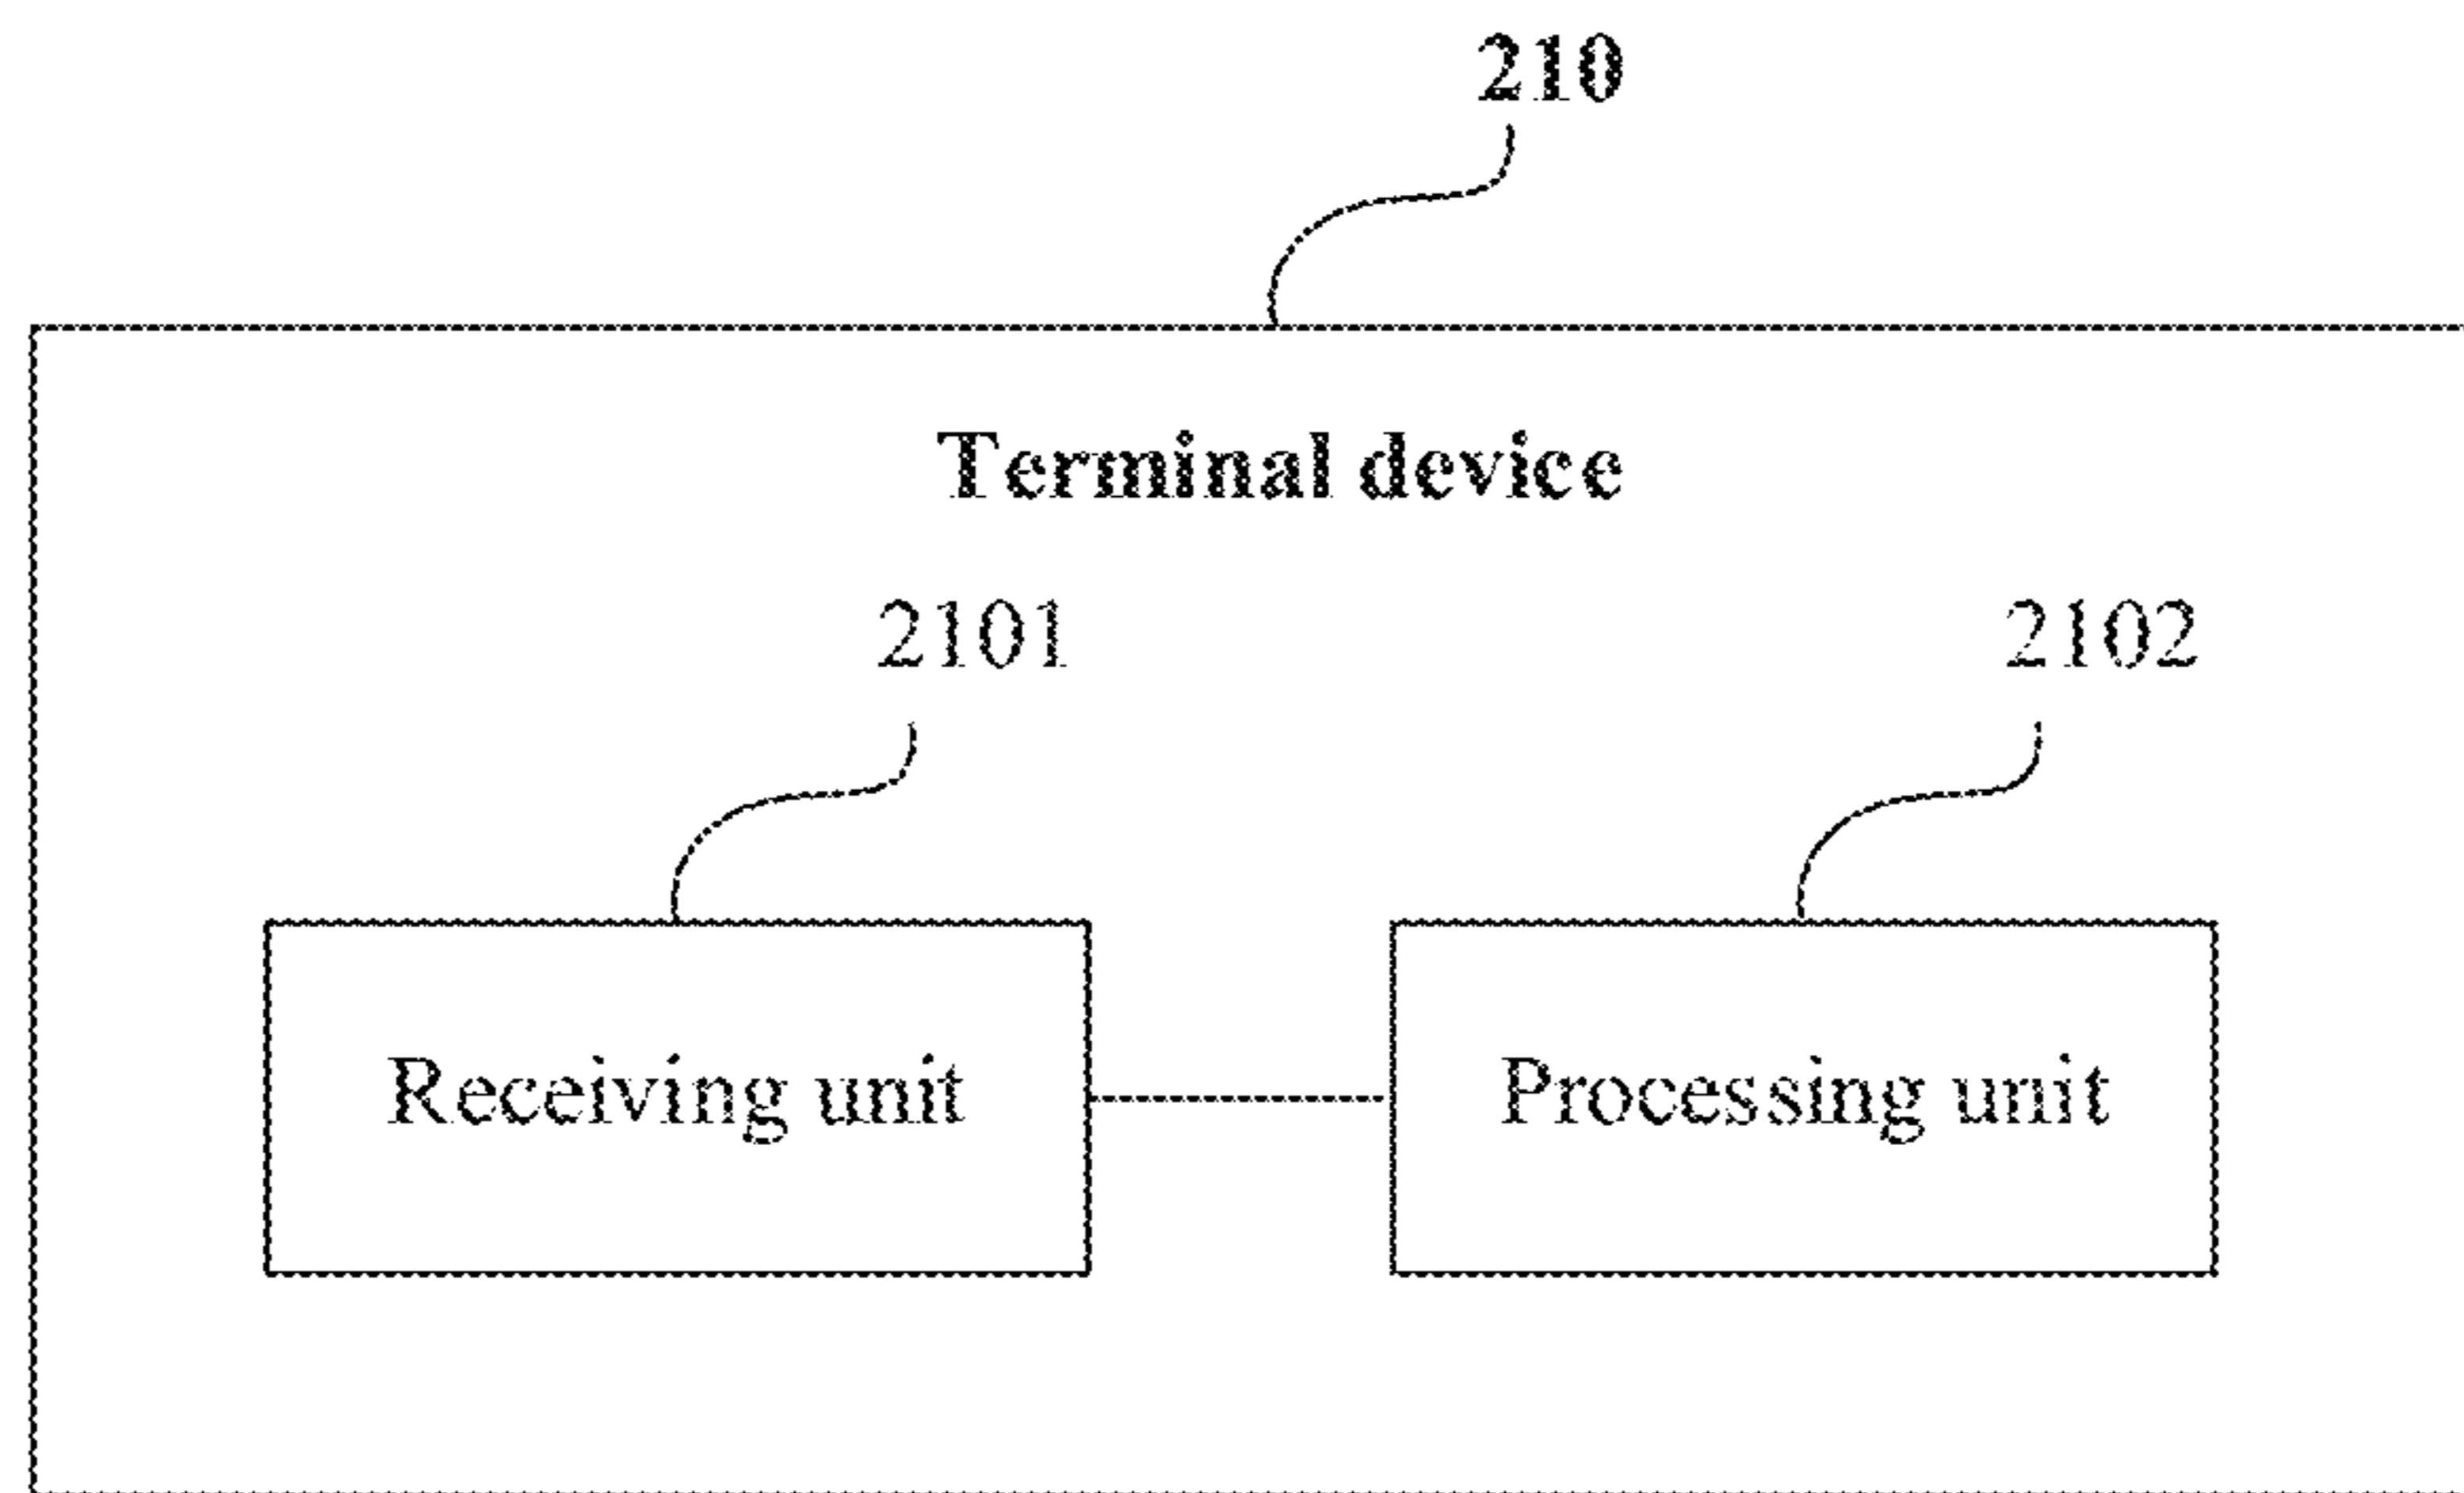 210
Terminal device
2101
2102
Receiving unit
Processing unit